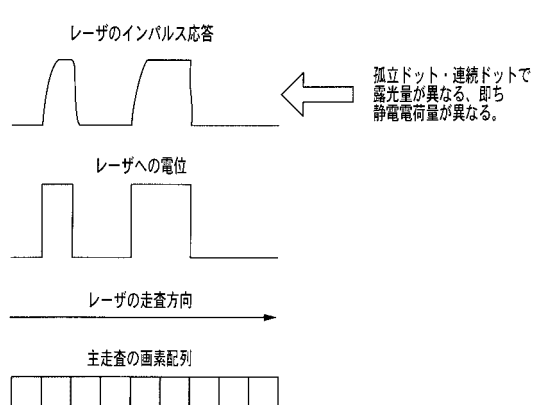 レーザのインパルス応答
孤立ドット・連続ドットで
露光量が異なる、即ち
静電電荷量が異なる。
レーザへの電位
レーザの走査方向
主走査の画素配列